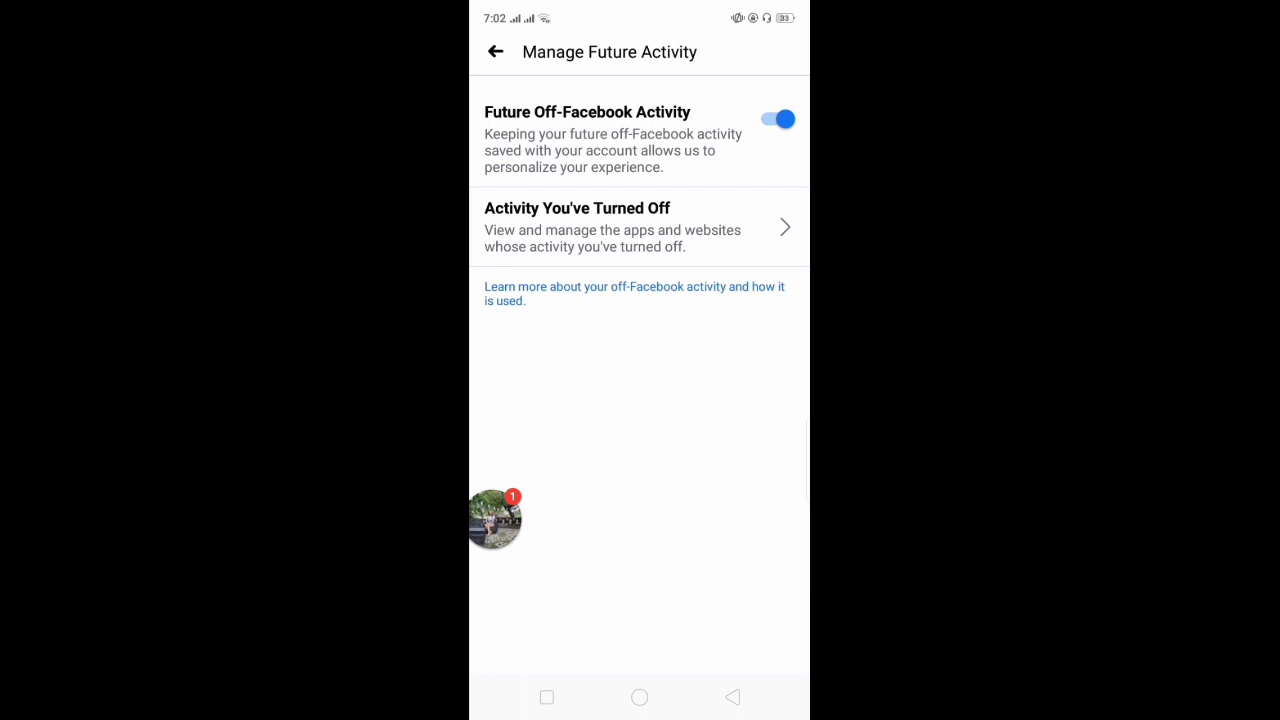 7:02
33
Manage Future Activity
Future Off-Facebook Activity
Keeping your future off-Facebook activity
saved with your account allows us to
personalize your experience.
Activity You've Turned Off
View and manage the apps and websites
whose activity you've turned off.
Learn more about your off-Facebook activity and how it
is used.
1